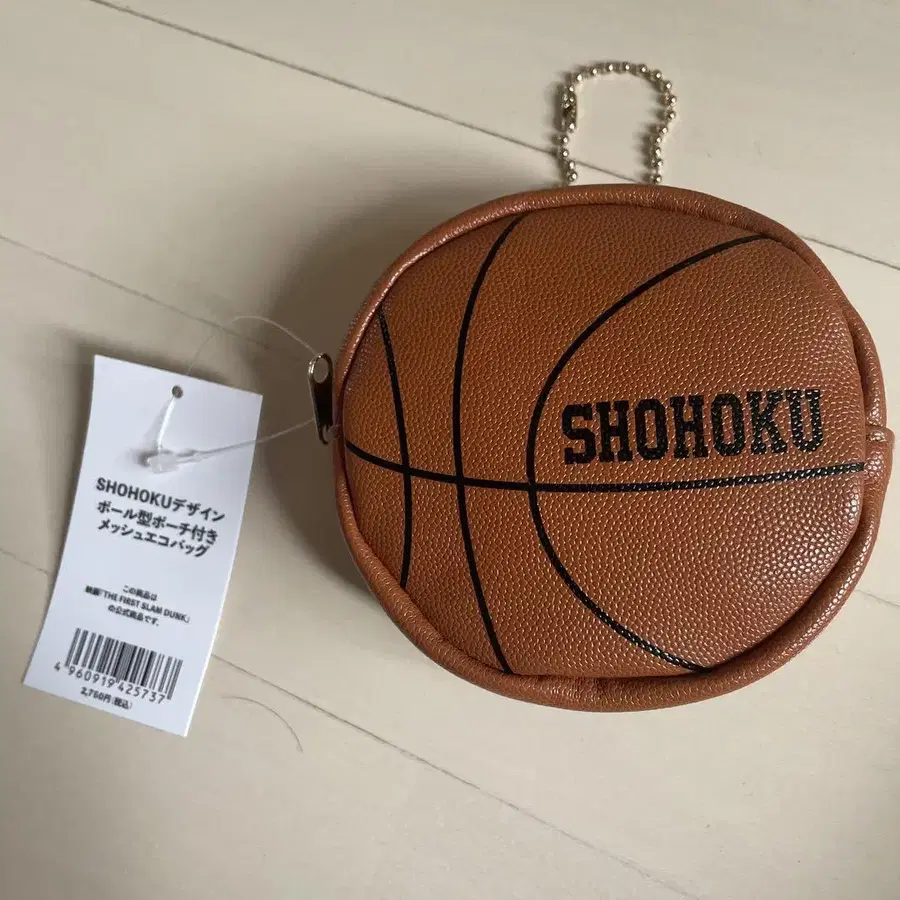 SHOHOKUデザイン
ボール型ポーチ付き
メッシュエコバッグ
この商品は
映画「THE FIRST SLAM DUNK」
の公式商品です。
4 960919 425737
2,750円(税込)
SHOHOKU